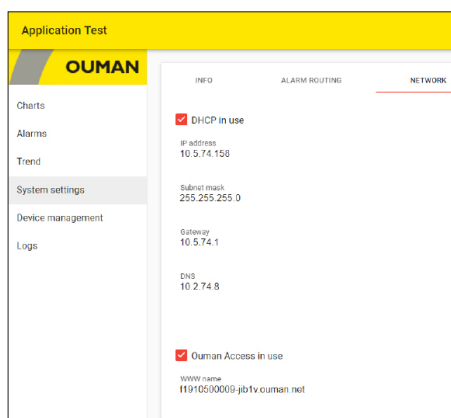 Application Test
OUMAN
INFO ALARM ROUTING NETWORK
Charts
Alarms
Trend
System settings
Device management
Logs
DHCP in use
IP address
10.5.74.158
Subnet mask
255.255.255.0
Gateway
10.5.74.1
DNS
10.2.74.8
Ouman Access in use
WWW name
f1910500009-jib1v.ouman.net